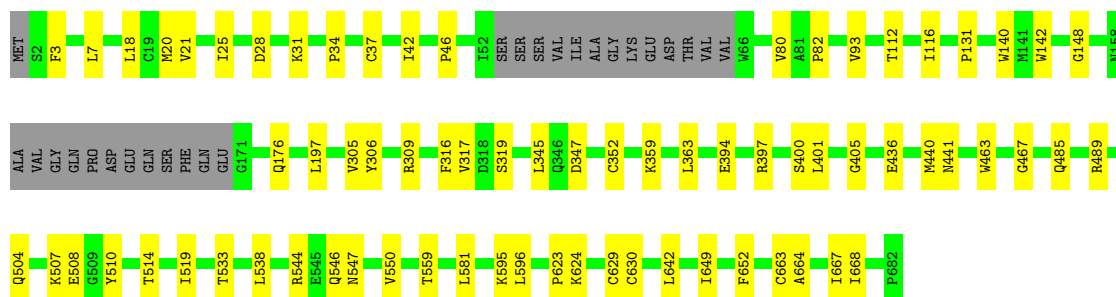 MET S2 F3 L7 L18 C19 M20 V21 I25 D28 K31 P34 C37 I42 P46 I52 SER SER SER VAL ILE ALA GLY LYS GLU ASP THR VAL VAL W66 V80 A81 P82 V93 T112 I116 P131 W140 M141 W142 G148 N158
ALA VAL GLY GLN PRO ASP GLU GLN SER PHE GLN GLU G171 Q176 L197 V305 Y306 R309 F316 V317 D318 S319 L345 Q346 D347 C352 K359 L363 E394 R397 S400 L401 G405 E436 M440 N441 W463 G467 Q485 R489
Q504 K507 E508 G509 Y510 T514 I519 T533 L538 R544 E545 Q546 N547 V550 T559 L581 K595 L596 P623 K624 C629 C630 L642 I649 F652 C663 A664 I667 I668 P682